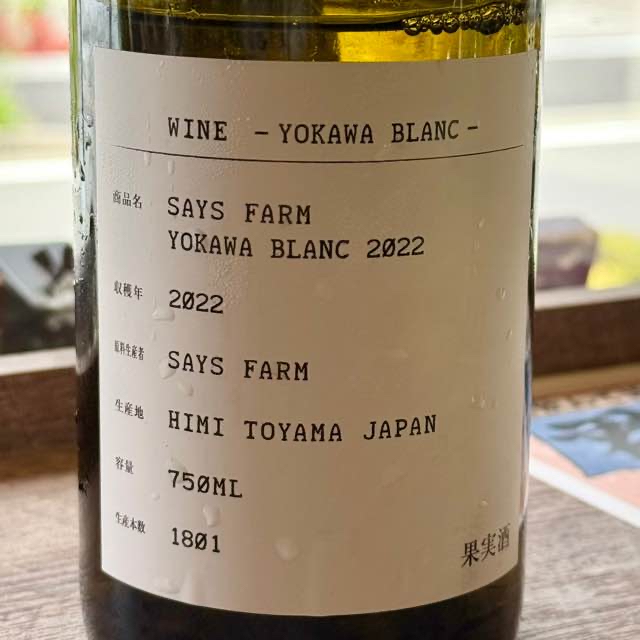 WINE - YOKAWA BLANC -
商品名 SAYS FARM
YOKAWA BLANC 2022
収穫年 2022
原料生産者 SAYS FARM
生産地 HIMI TOYAMA JAPAN
容量 750ML
生産本数 1801
果実酒